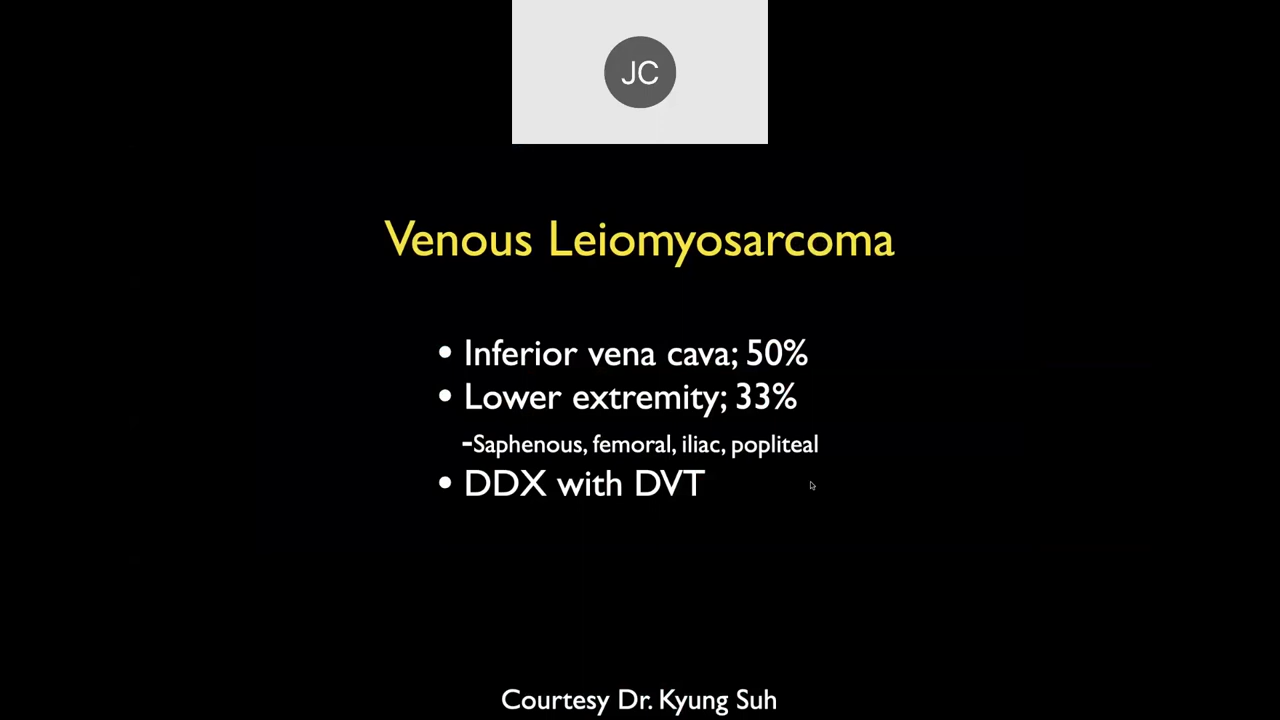 JC
Venous Leiomyosarcoma
• Inferior vena cava; 50%
• Lower extremity; 33%
-Saphenous, femoral, iliac, popliteal
• DDX with DVT
Courtesy Dr. Kyung Suh